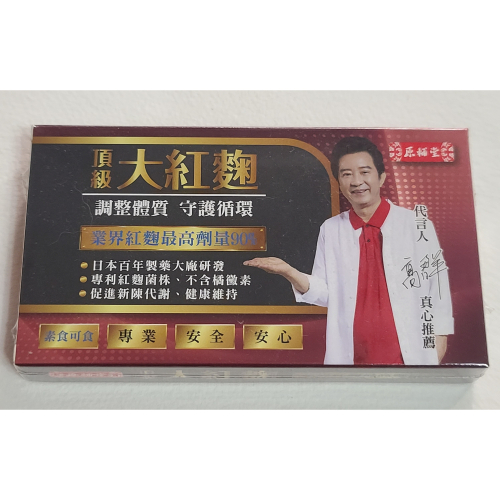 頂級 大紅麴
調整體質 守護循環
業界紅麴最高劑量90%
•日本百年製藥大廠研發
•專利紅麴菌株、不含橘黴素
•促進新陳代謝、健康維持
素食可食 專業 安全 安心
原補堂
代言人
真心推薦